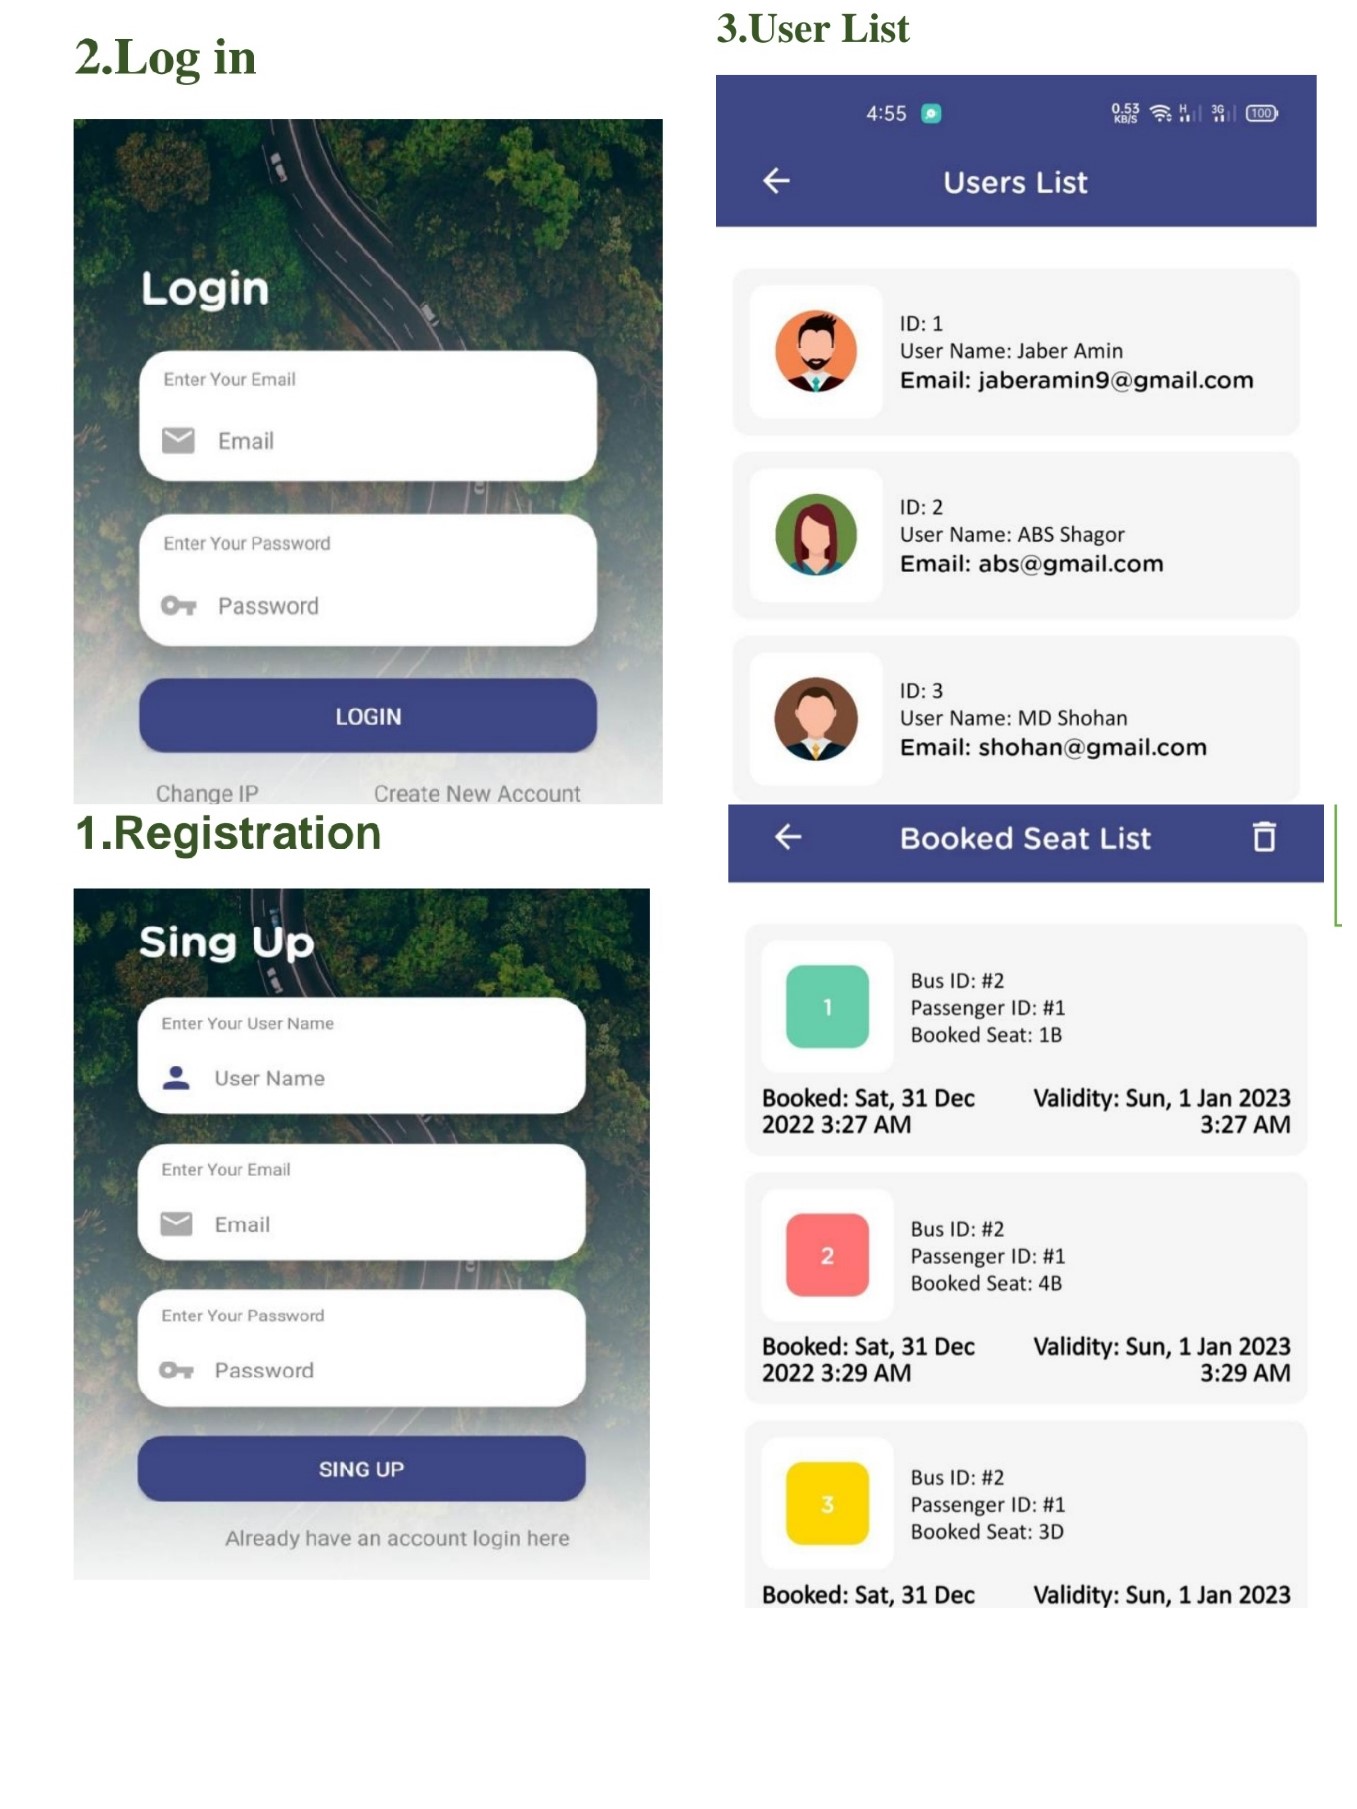 2.Log in
Login
Enter Your Email
Email
Enter Your Password
Password
LOGIN
Change IP
Create New Account
1.Registration
Sing Up
Enter Your User Name
User Name
Enter Your Email
Email
Enter Your Password
Password
SING UP
Already have an account login here
3.User List
4:55
0.53
KB/S
H
3G
100
Users List
ID: 1
User Name: Jaber Amin
Email: jaberamin9@gmail.com
ID: 2
User Name: ABS Shagor
Email: abs@gmail.com
ID: 3
User Name: MD Shohan
Email: shohan@gmail.com
Booked Seat List
1
Bus ID: #2
Passenger ID: #1
Booked Seat: 1B
Booked: Sat, 31 Dec
2022 3:27 AM
Validity: Sun, 1 Jan 2023
3:27 AM
2
Bus ID: #2
Passenger ID: #1
Booked Seat: 4B
Booked: Sat, 31 Dec
2022 3:29 AM
Validity: Sun, 1 Jan 2023
3:29 AM
3
Bus ID: #2
Passenger ID: #1
Booked Seat: 3D
Booked: Sat, 31 Dec
Validity: Sun, 1 Jan 2023